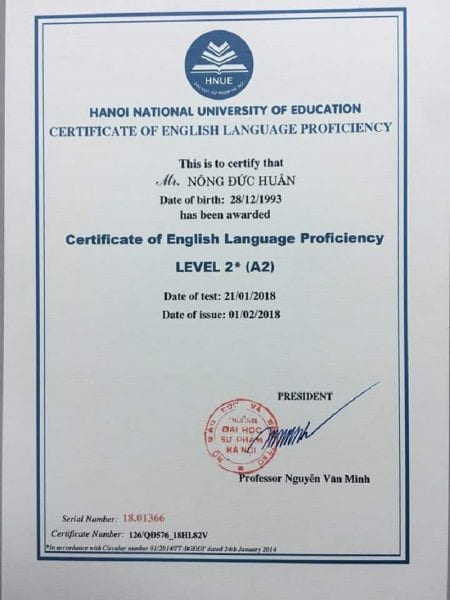 HNUE
HANOI NATIONAL UNIVERSITY OF EDUCATION
CERTIFICATE OF ENGLISH LANGUAGE PROFICIENCY
This is to certify that
Mr. NÔNG ĐỨC HUÂN
Date of birth: 28/12/1993
has been awarded
Certificate of English Language Proficiency
LEVEL 2* (A2)
Date of test: 21/01/2018
Date of issue: 01/02/2018
PRESIDENT
TRƯỜNG
ĐẠI HỌC
SƯ PHẠM
HÀ NỘI
Professor Nguyễn Văn Minh
Serial Number: 18.01366
Certificate Number: 126/QĐ576_18HL82V
*In accordance with Circular number 01/2014/TT-BGDĐT dated 24th January 2014